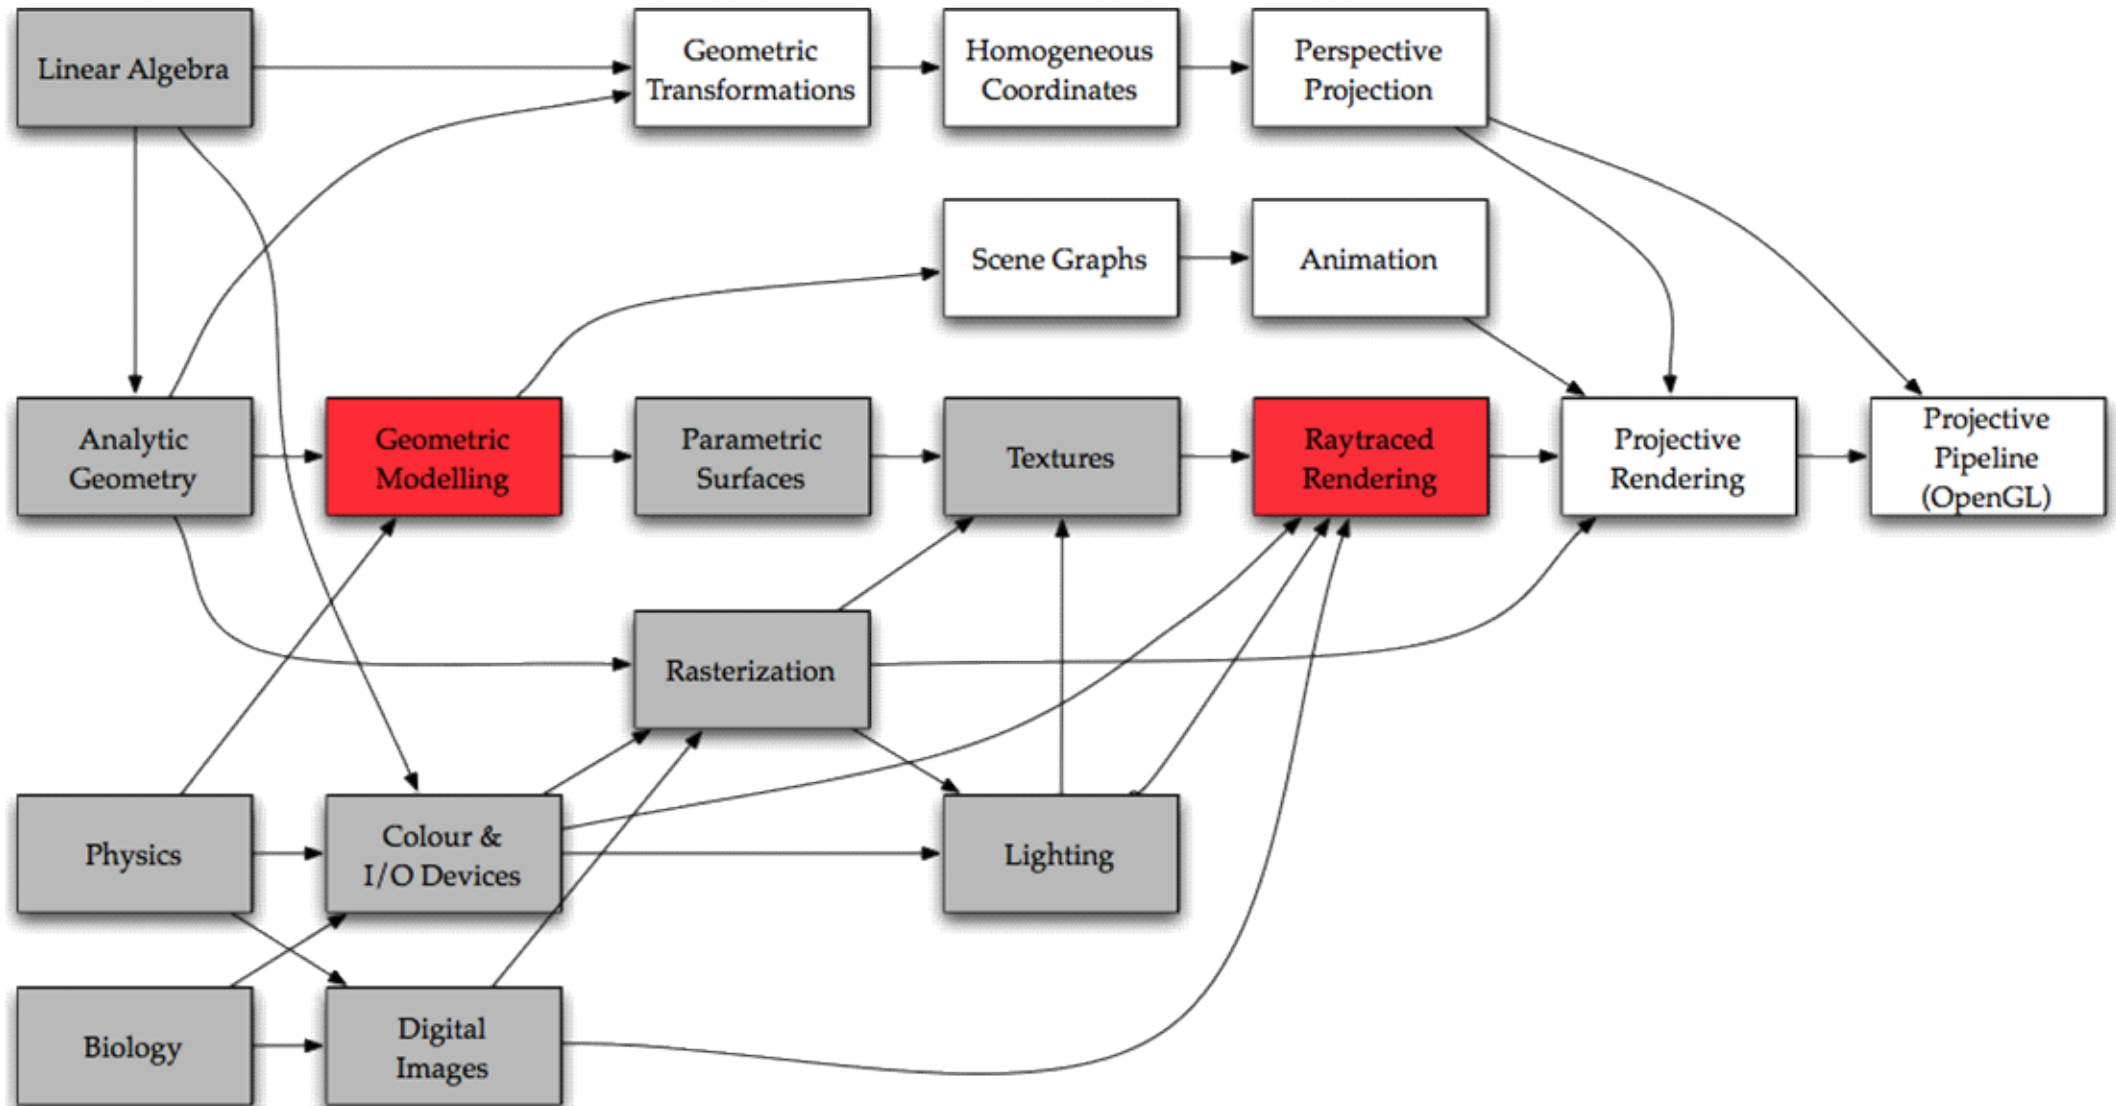 Linear Algebra
Geometric
Transformations
Homogeneous
Coordinates
Perspective
Projection
Scene Graphs
Animation
Analytic
Geometry
Geometric
Modelling
Parametric
Surfaces
Textures
Raytraced
Rendering
Projective
Rendering
Projective
Pipeline
(OpenGL)
Rasterization
Physics
Colour &
I/O Devices
Lighting
Biology
Digital
Images